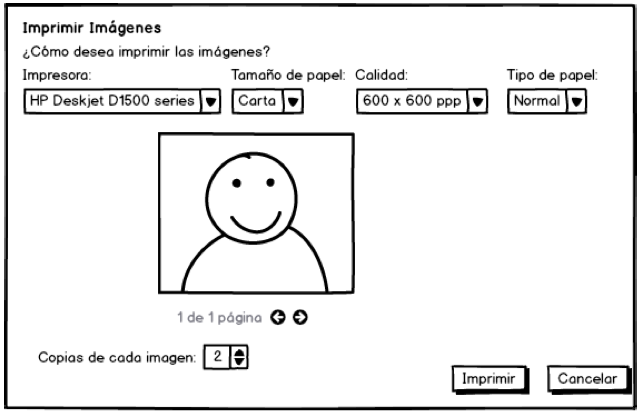 Imprimir Imágenes
¿Cómo desea imprimir las imágenes?
Impresora: Tamaño de papel: Calidad: Tipo de papel:
HP Deskjet D1500 series Carta 600 x 600 ppp Normal
1 de 1 página
Copias de cada imagen: 2
Imprimir Cancelar